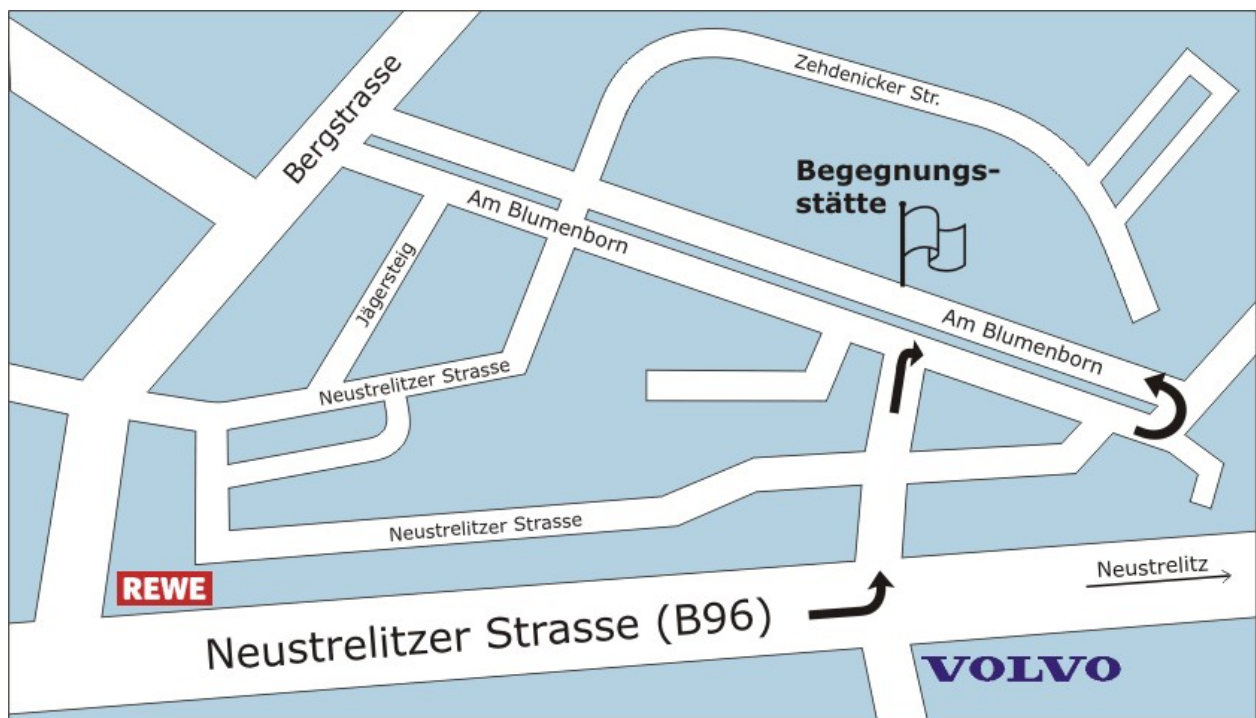 Zehdenicker Str.
Bergstrasse
Begegnungs-
stätte
Am Blumenborn
Jägersteig
Am Blumenborn
Neustrelitzer Strasse
Neustrelitzer Strasse
Neustrelitz
REWE
Neustrelitzer Strasse (B96)
VOLVO